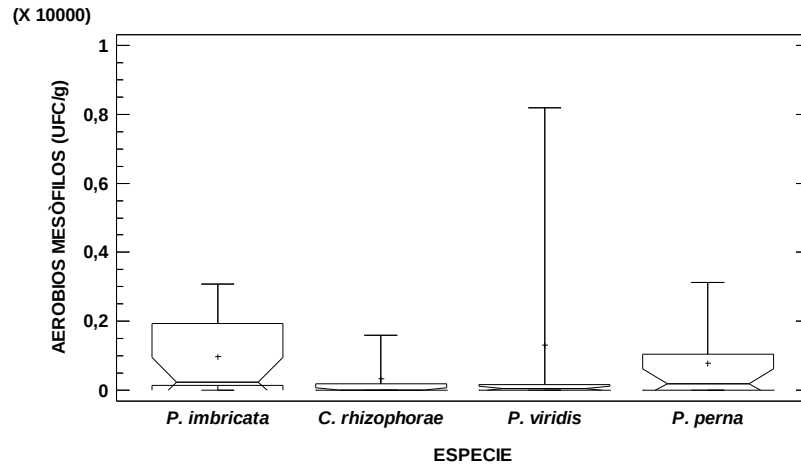 (X 10000)
1
0,8
0,6
0,4
0,2
0
AEROBIOS MESÒFILOS (UFC/g)
P. imbricata C. rhizophorae P. viridis P. perna
ESPECIE